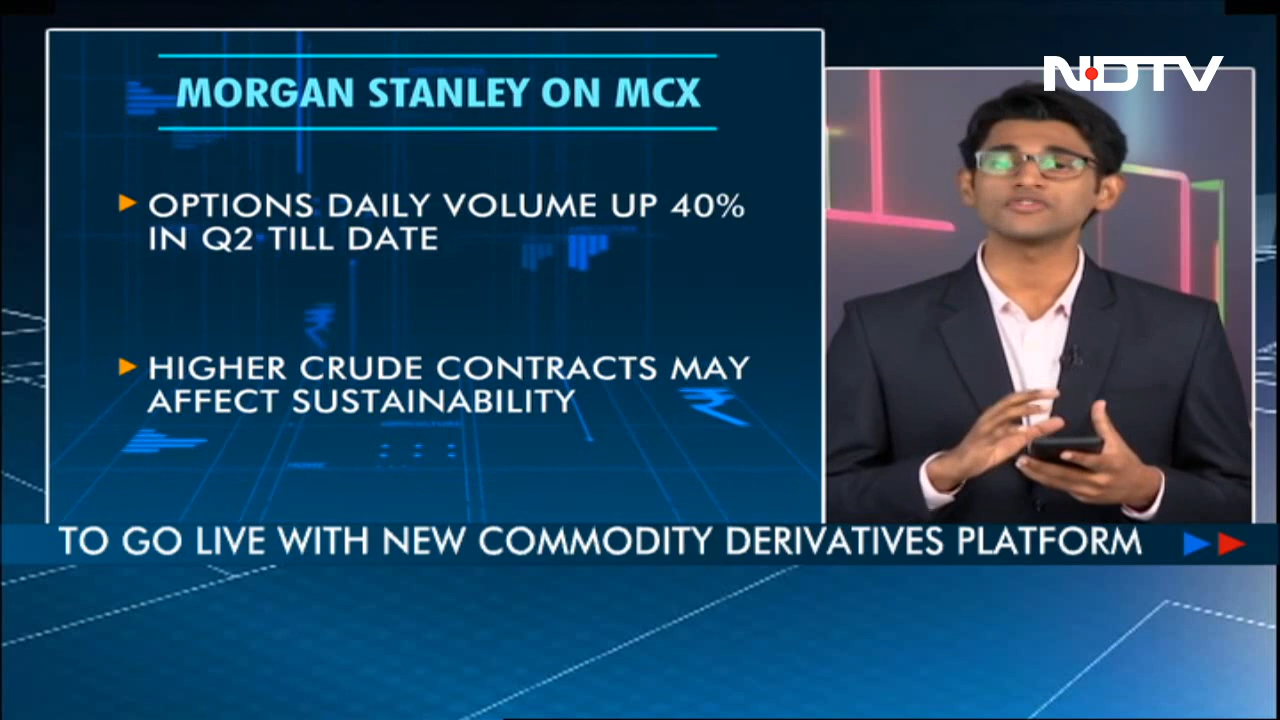 MORGAN STANLEY ON MCX
NDTV
OPTIONS DAILY VOLUME UP 40%
IN Q2 TILL DATE
HIGHER CRUDE CONTRACTS MAY
AFFECT SUSTAINABILITY
TO GO LIVE WITH NEW COMMODITY DERIVATIVES PLATFORM